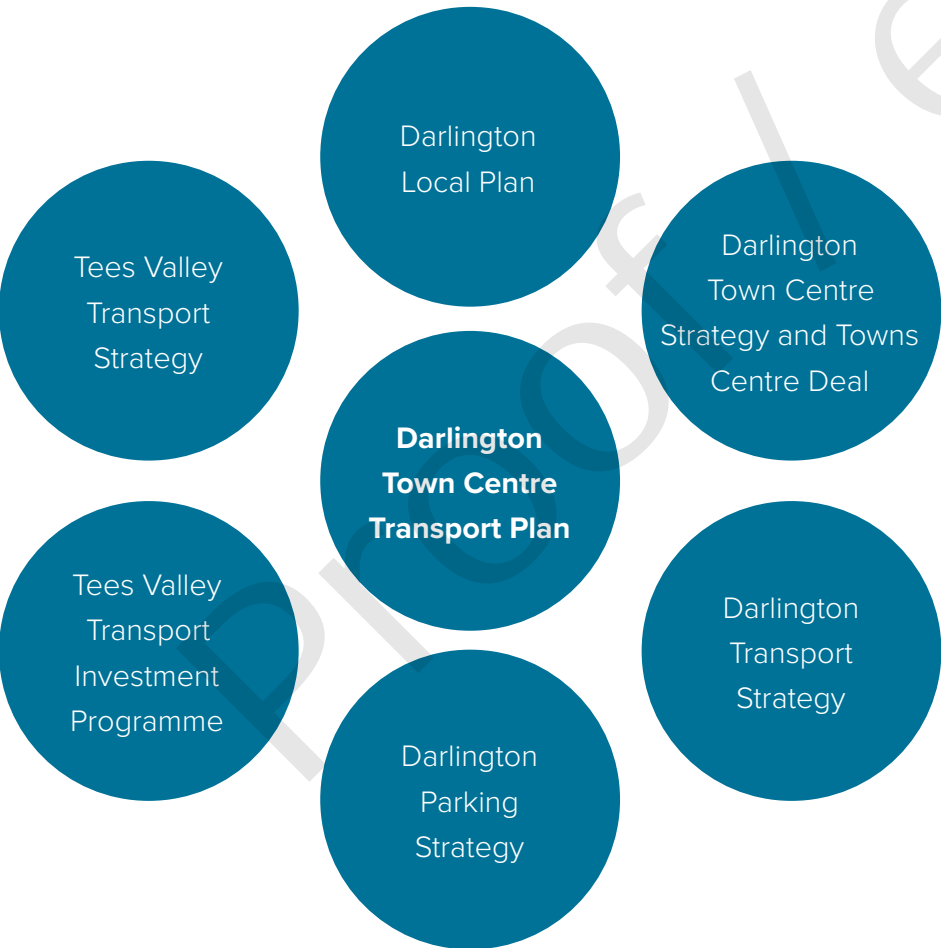 Darlington
Local Plan
Tees Valley
Transport
Strategy
Darlington
Town Centre
Strategy and Towns
Centre Deal
Darlington
Town Centre
Transport Plan
Tees Valley
Transport
Investment
Programme
Darlington
Transport
Strategy
Darlington
Parking
Strategy
Proof / e